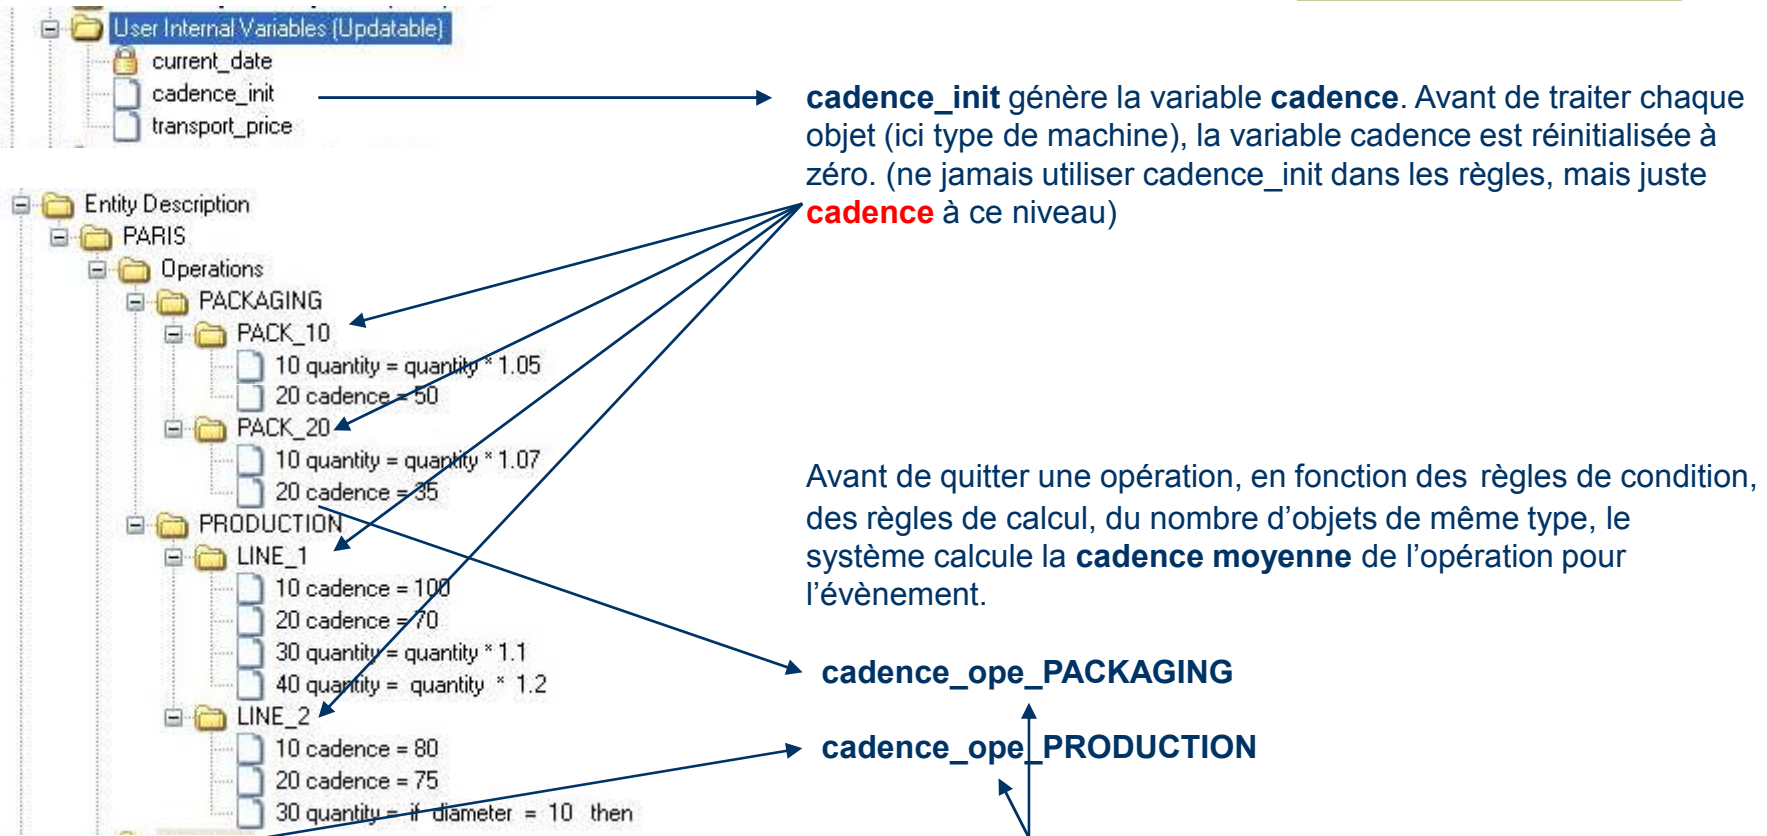 User Internal Variables (Updatable)
current_date
cadence_init
transport_price
cadence_init génère la variable cadence. Avant de traiter chaque
objet (ici type de machine), la variable cadence est réinitialisée à
zéro. (ne jamais utiliser cadence_init dans les règles, mais juste
cadence à ce niveau)
Entity Description
PARIS
Operations
PACKAGING
PACK_10
10 quantity = quantity * 1.05
20 cadence = 50
PACK_20
10 quantity = quantity * 1.07
20 cadence = 35
PRODUCTION
LINE_1
10 cadence = 100
20 cadence = 70
30 quantity = quantity * 1.1
40 quantity = quantity * 1.2
LINE_2
10 cadence = 80
20 cadence = 75
30 quantity = if diameter = 10 then
Avant de quitter une opération, en fonction des règles de condition,
des règles de calcul, du nombre d’objets de même type, le
système calcule la cadence moyenne de l’opération pour
l’évènement.
cadence_ope_PACKAGING
cadence_ope_PRODUCTION